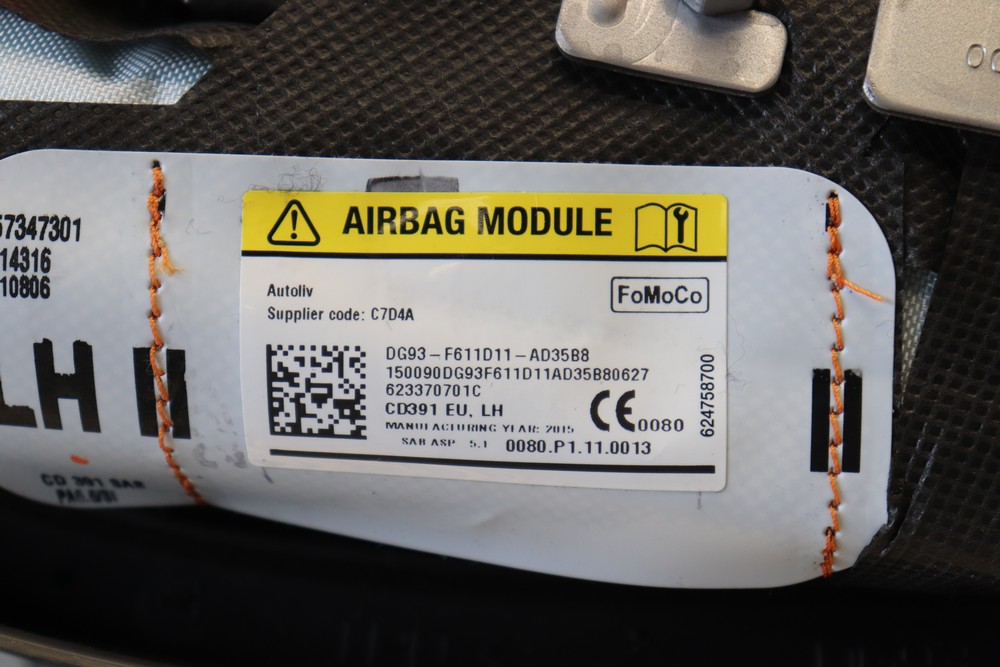 AIRBAG MODULE
Autoliv
Supplier code: C7D4A
FoMoCo
DG93-F611D11-AD35B8
150090DG93F611D11AD35B80627
623370701C
CD391 EU, LH
MANUFACTURING YEAR: 2015
SAB ASP 5.1 0080.P1.11.0013
CE 0080
624758700
57347301
14316
10806
LH
CD 391 SAB